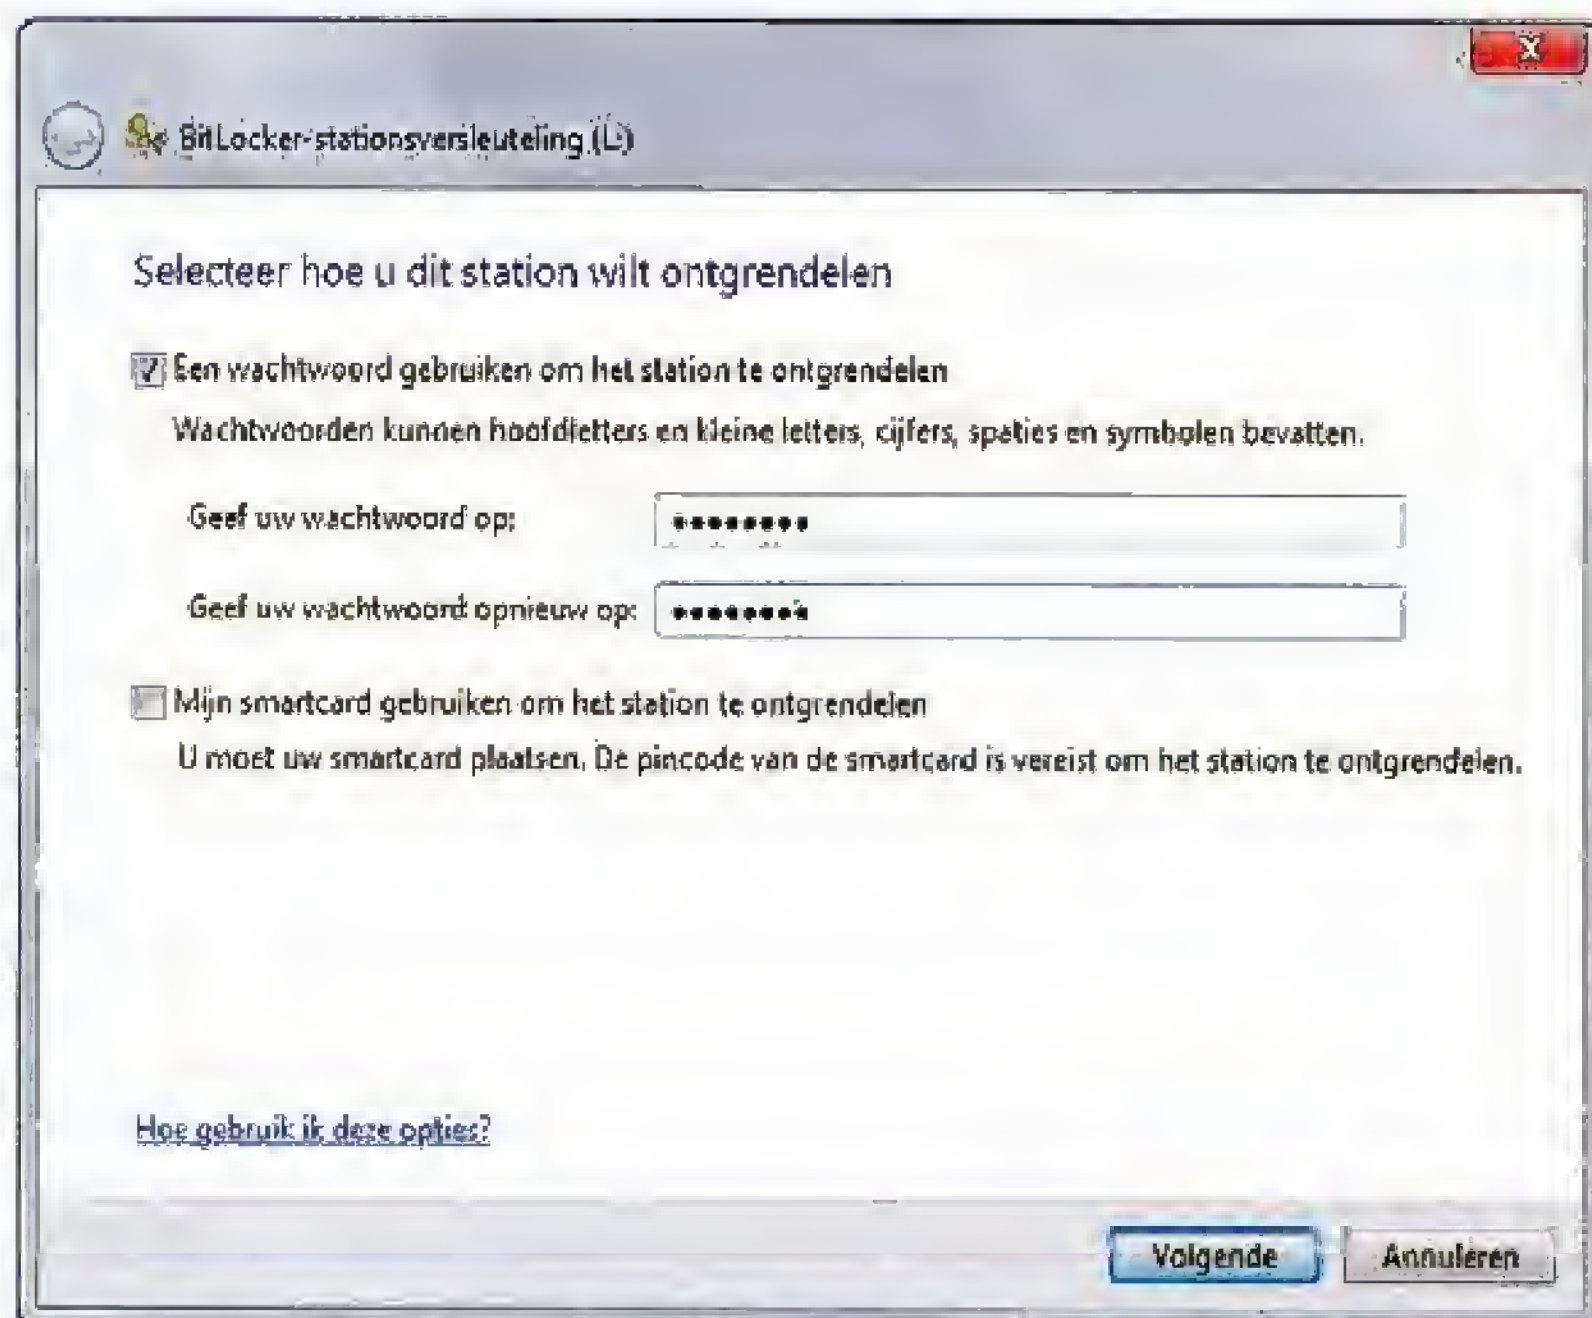 BitLocker-stationsversleuteling (L:)
Selecteer hoe u dit station wilt ontgrendelen
Een wachtwoord gebruiken om het station te ontgrendelen
Wachtwoorden kunnen hoofdletters en kleine letters, cijfers, spaties en symbolen bevatten.
Geef uw wachtwoord op: ••••••••
Geef uw wachtwoord opnieuw op: ••••••••
Mijn smartcard gebruiken om het station te ontgrendelen
U moet uw smartcard plaatsen. De pincode van de smartcard is vereist om het station te ontgrendelen.
Hoe gebruik ik deze opties?
Volgende Annuleren